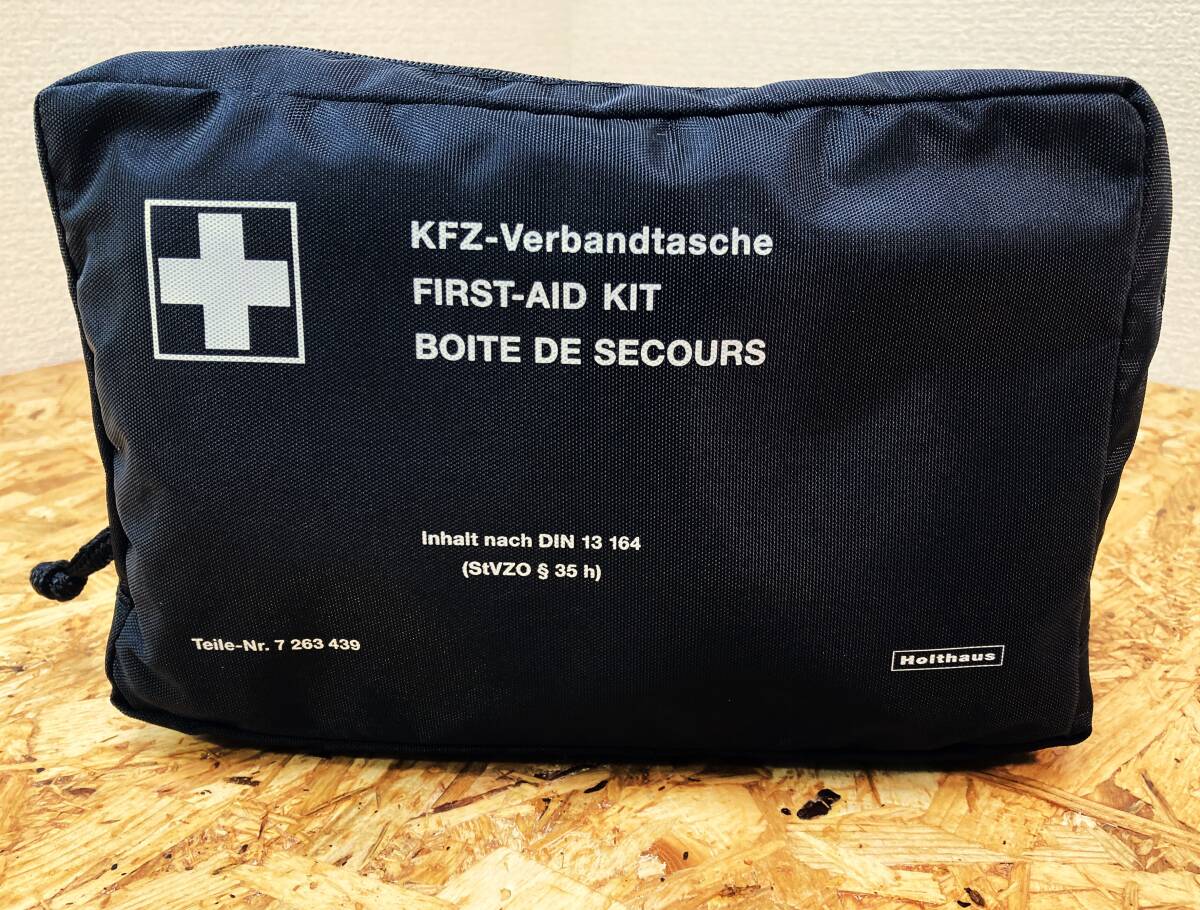 KFZ-Verbandtasche
FIRST-AID KIT
BOITE DE SECOURS
Inhalt nach DIN 13 164
(StVZO § 35 h)
Teile-Nr. 7 263 439
Holthaus